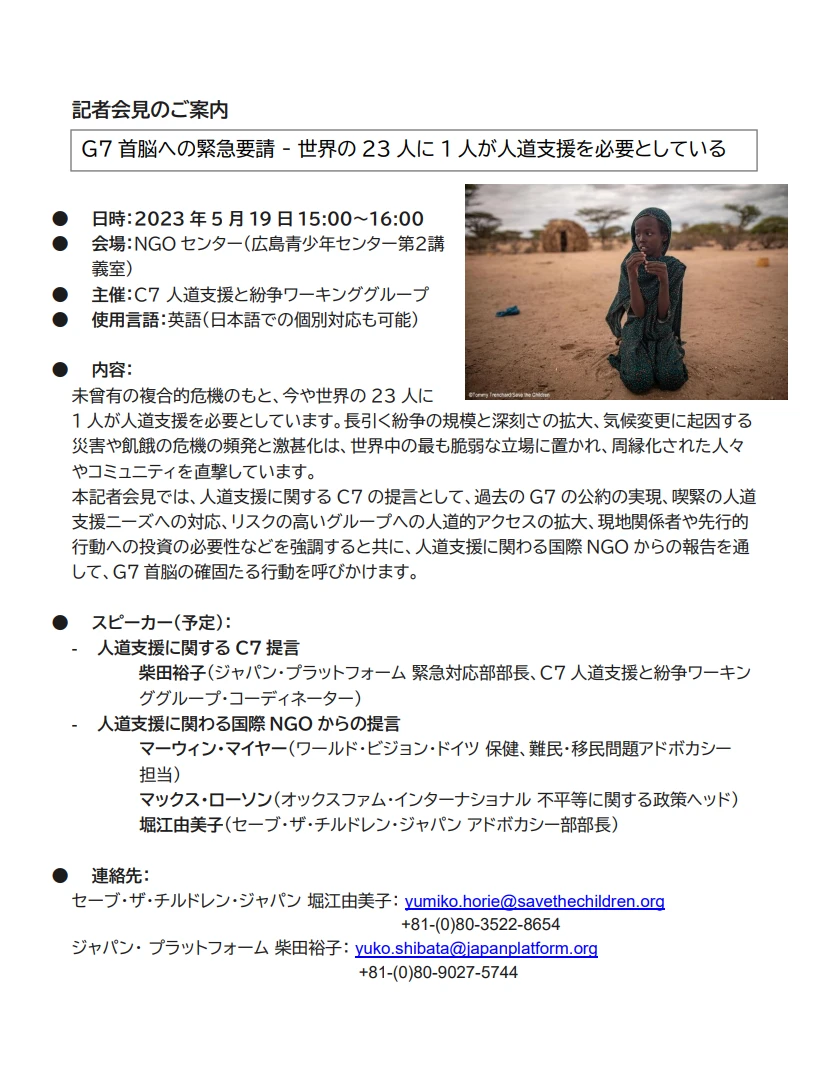 記者会見のご案内
G7 首脳への緊急要請 - 世界の 23 人に 1 人が人道支援を必要としている
● 日時：2023 年 5 月 19 日 15:00～16:00
● 会場：NGO センター（広島青少年センター第2講
義室）
● 主催：C7 人道支援と紛争ワーキンググループ
● 使用言語：英語（日本語での個別対応も可能）
©Tommy Trenchard/Save the Children
● 内容：
未曾有の複合的危機のもと、今や世界の 23 人に
1 人が人道支援を必要としています。長引く紛争の規模と深刻さの拡大、気候変更に起因する
災害や飢餓の危機の頻発と激甚化は、世界中の最も脆弱な立場に置かれ、周縁化された人々
やコミュニティを直撃しています。
本記者会見では、人道支援に関する C7 の提言として、過去の G7 の公約の実現、喫緊の人道
支援ニーズへの対応、リスクの高いグループへの人道的アクセスの拡大、現地関係者や先行的
行動への投資の必要性などを強調すると共に、人道支援に関わる国際 NGO からの報告を通
して、G7 首脳の確固たる行動を呼びかけます。
● スピーカー（予定）：
- 人道支援に関する C7 提言
柴田裕子（ジャパン・プラットフォーム 緊急対応部部長、C7 人道支援と紛争ワーキン
ググループ・コーディネーター）
- 人道支援に関わる国際 NGO からの提言
マーウィン・マイヤー（ワールド・ビジョン・ドイツ 保健、難民・移民問題アドボカシー
担当）
マックス・ローソン（オックスファム・インターナショナル 不平等に関する政策ヘッド）
堀江由美子（セーブ・ザ・チルドレン・ジャパン アドボカシー部部長）
● 連絡先：
セーブ・ザ・チルドレン・ジャパン 堀江由美子： yumiko.horie@savethechildren.org
+81-(0)80-3522-8654
ジャパン・ プラットフォーム 柴田裕子： yuko.shibata@japanplatform.org
+81-(0)80-9027-5744